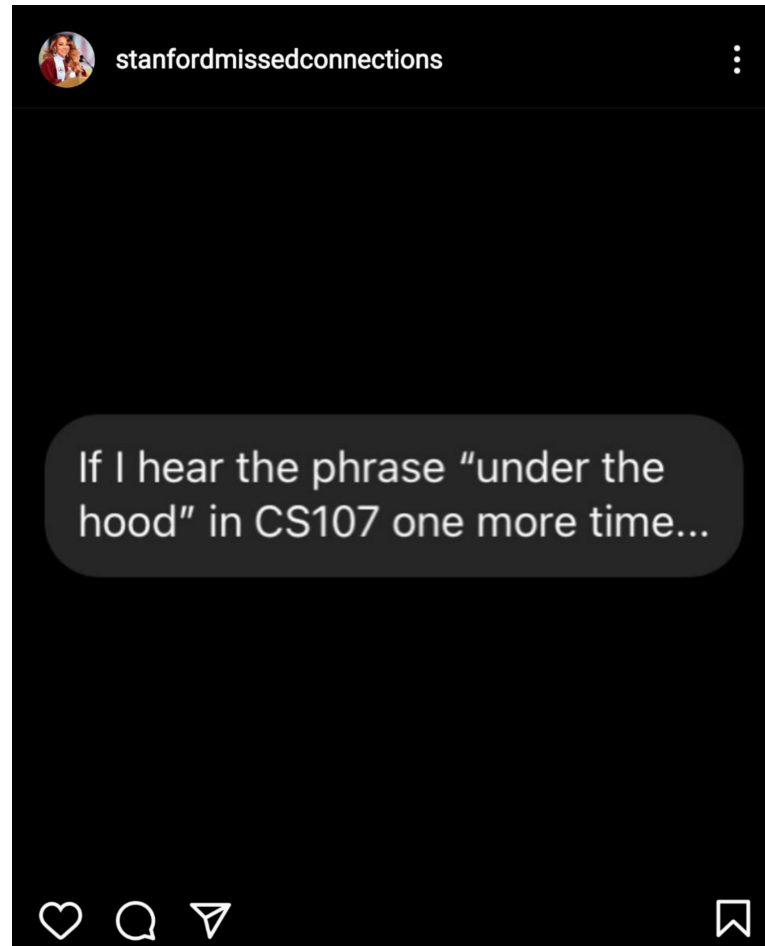 stanfordmissedconnections
If I hear the phrase “under the
hood” in CS107 one more time...